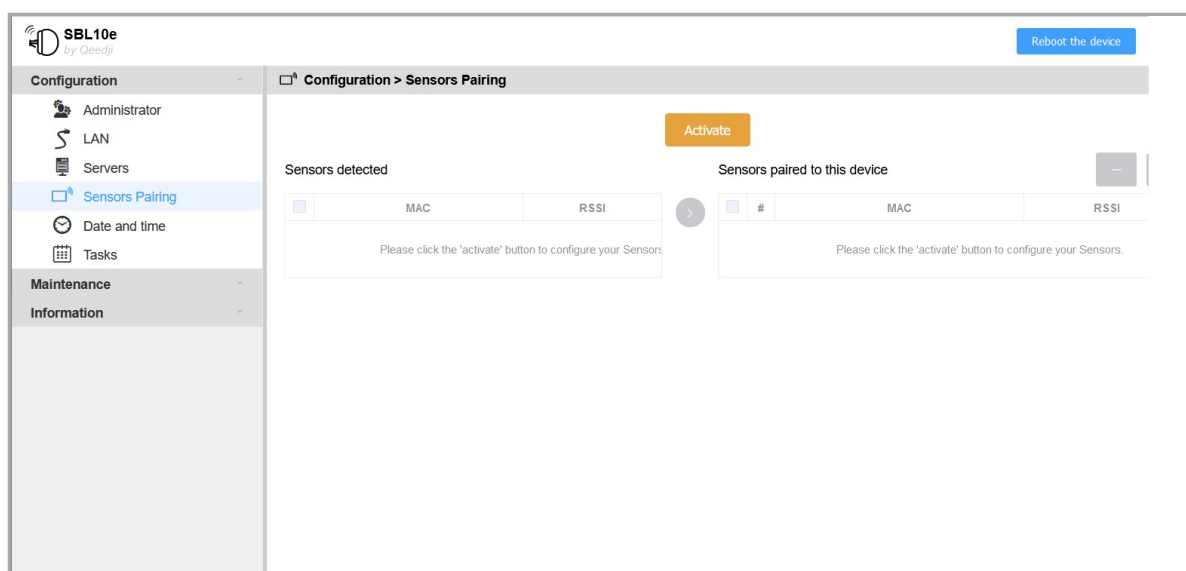 SBL10e
by Qeedji
Reboot the device
Configuration
Configuration > Sensors Pairing
Administrator
LAN
Servers
Sensors Pairing
Date and time
Tasks
Maintenance
Information
Activate
Sensors detected
MAC RSSI
Please click the 'activate' button to configure your Sensors
Sensors paired to this device
# MAC RSSI
Please click the 'activate' button to configure your Sensors.